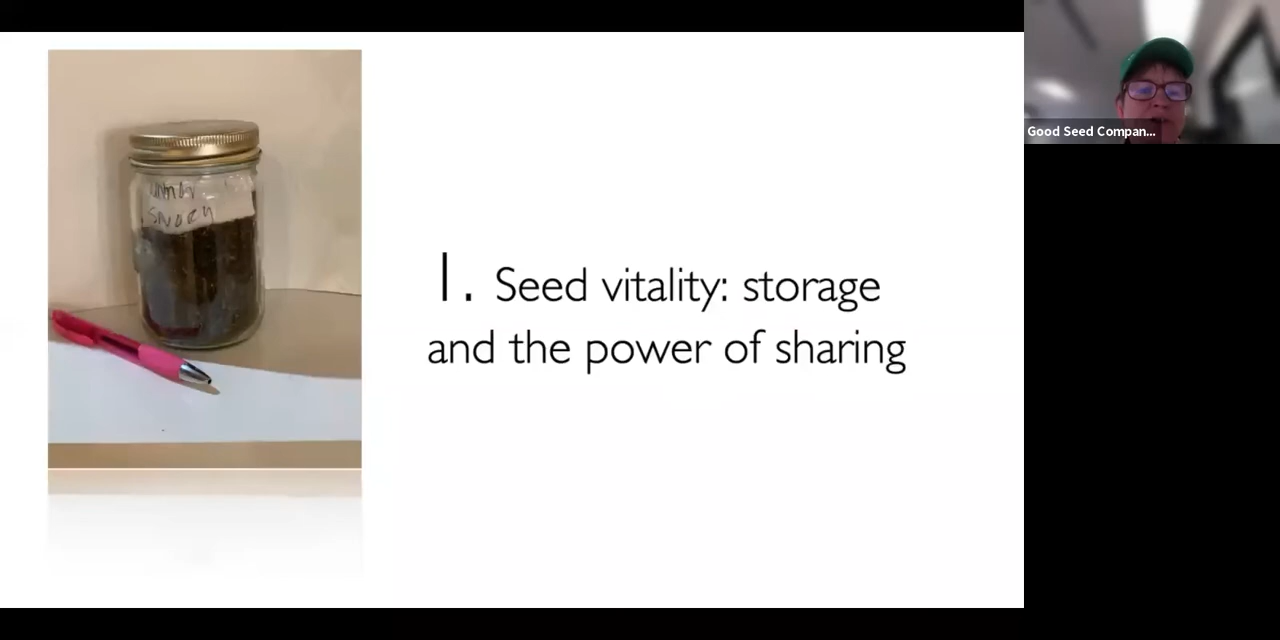 1. Seed vitality: storage
and the power of sharing
Good Seed Compan...